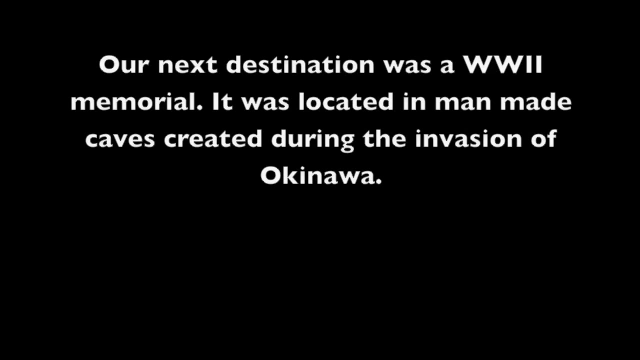 Our next destination was a WWII
memorial. It was located in man made
caves created during the invasion of
Okinawa.